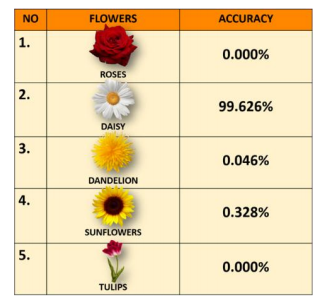 NO FLOWERS ACCURACY
1. ROSES 0.000%
2. DAISY 99.626%
3. DANDELION 0.046%
4. SUNFLOWERS 0.328%
5. TULIPS 0.000%